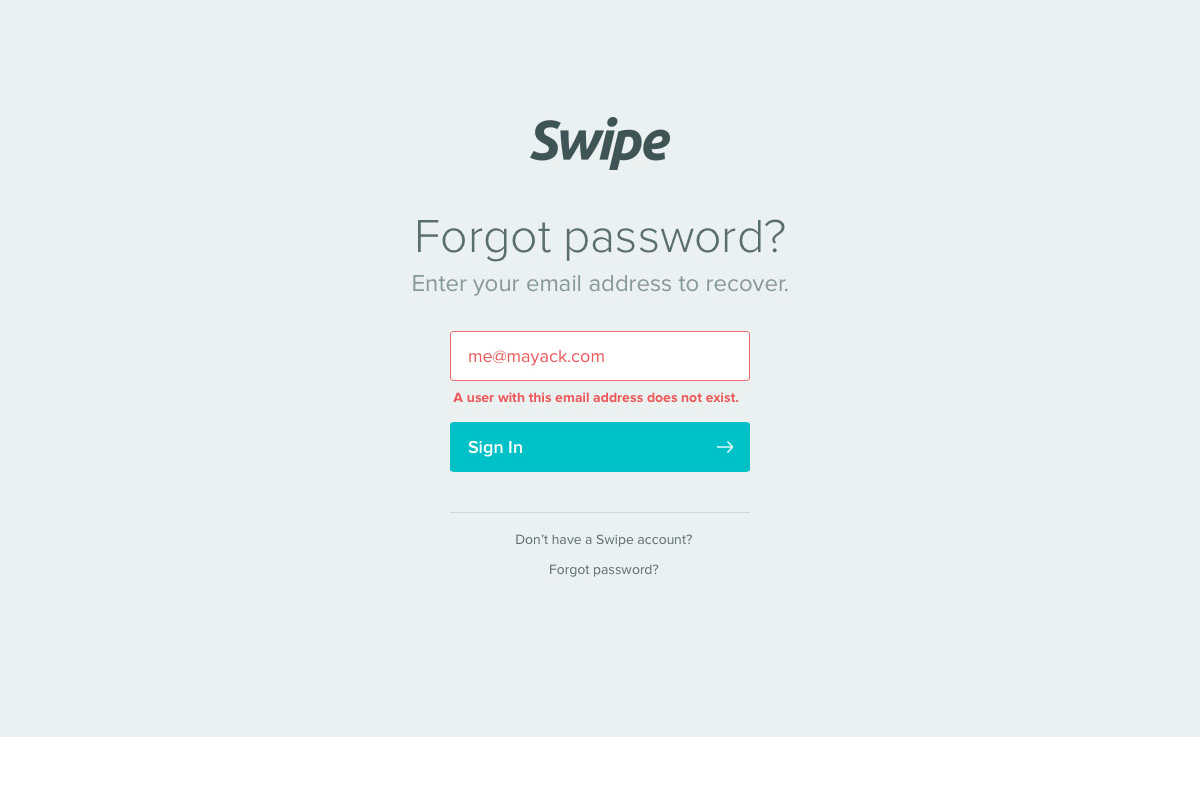 Swipe
Forgot password?
Enter your email address to recover.
me@mayack.com
A user with this email address does not exist.
Sign In
Don’t have a Swipe account?
Forgot password?